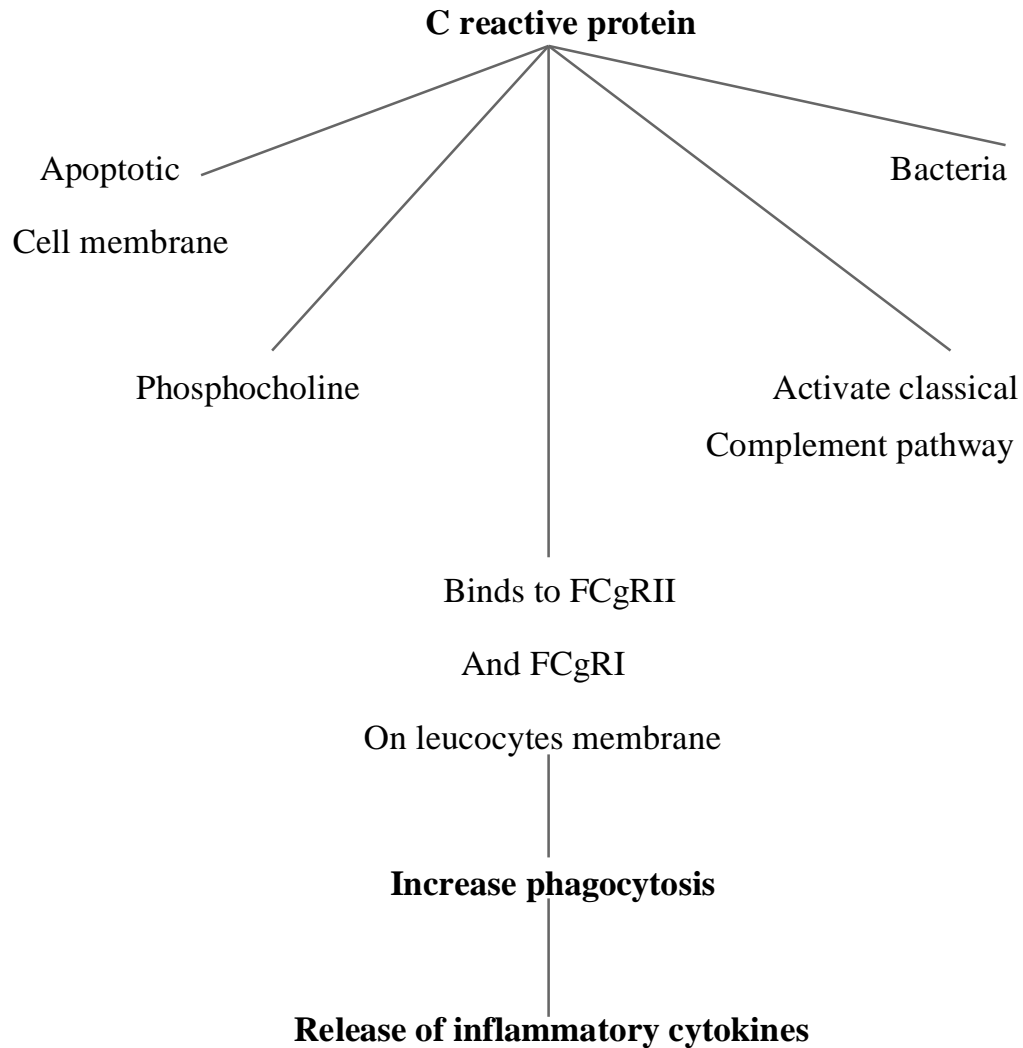 C reactive protein
Apoptotic
Cell membrane
Bacteria
Phosphocholine
Activate classical
Complement pathway
Binds to FCgRII
And FCgRI
On leucocytes membrane
Increase phagocytosis
Release of inflammatory cytokines